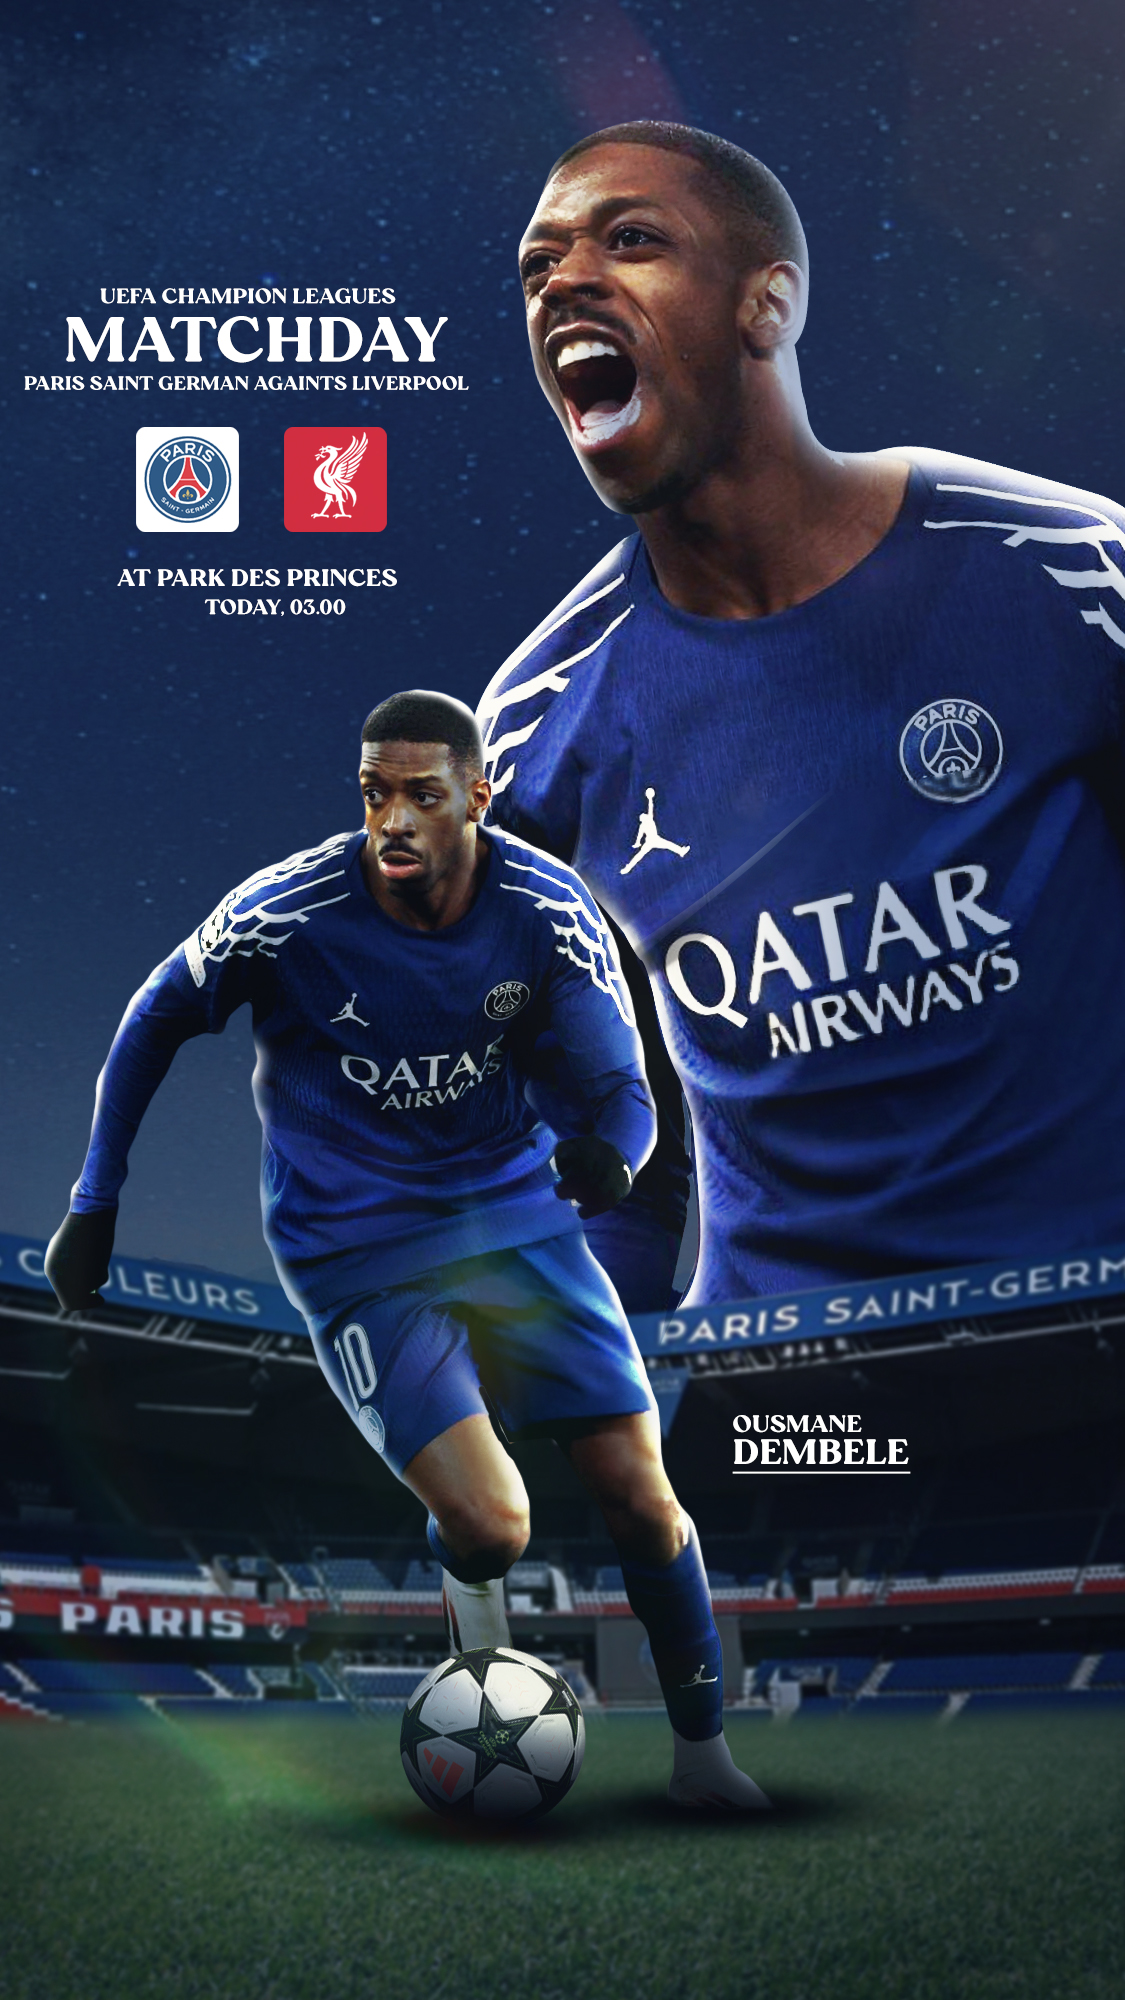 UEFA CHAMPION LEAGUES
MATCHDAY
PARIS SAINT GERMAN AGAINTS LIVERPOOL
PARIS
SAINT-GERMAIN
AT PARK DES PRINCES
TODAY, 03.00
PARIS
QATAR
AIRWAYS
PARIS
QATAR
AIRWAYS
LEURS
PARIS SAINT-GERM
10
OUSMANE
DEMBELE
PARIS